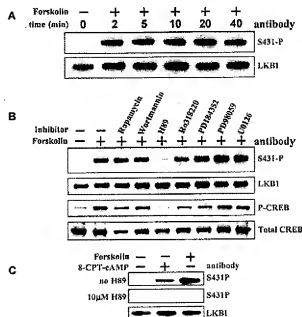 A
Forskolin − + + + + +
time (min) 0 2 5 10 20 40 antibody
S431-P
LKB1
B
Inhibitor − − Rapamycin Wortmannin H89 Ro318220 PD184352 PD98059 U0126
Forskolin − + + + + + + + + antibody
S431-P
LKB1
P-CREB
Total CREB
C
Forskolin − − +
8-CPT-cAMP − + − antibody
no H89 S431P
10μM H89 S431P
LKB1